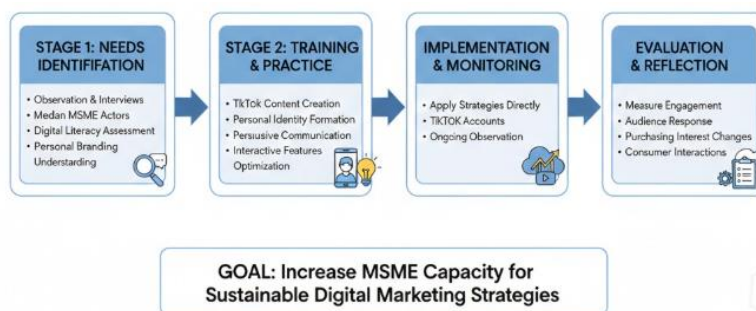 STAGE 1: NEEDS
IDENTIFIFATION
• Observation & Interviews
• Medan MSME Actors
• Digital Literacy Assessment
• Personal Branding
Understarding
STAGE 2: TRAINING
& PRACTICE
• TikTok Content Creation
• Personal Identity Formation
• Persiusive Communication
• Interactive Features
Optimization
IMPLEMENTATION
& MONITORING
• Apply Strategies Directly
• TIKTOK Accounts
• Ongoing Observation
EVALUATION
& REFLECTION
• Measure Engagement
• Audience Response
• Purchasing Interest Changes
• Consumer Interactions
GOAL: Increase MSME Capacity for
Sustainable Digital Marketing Strategies